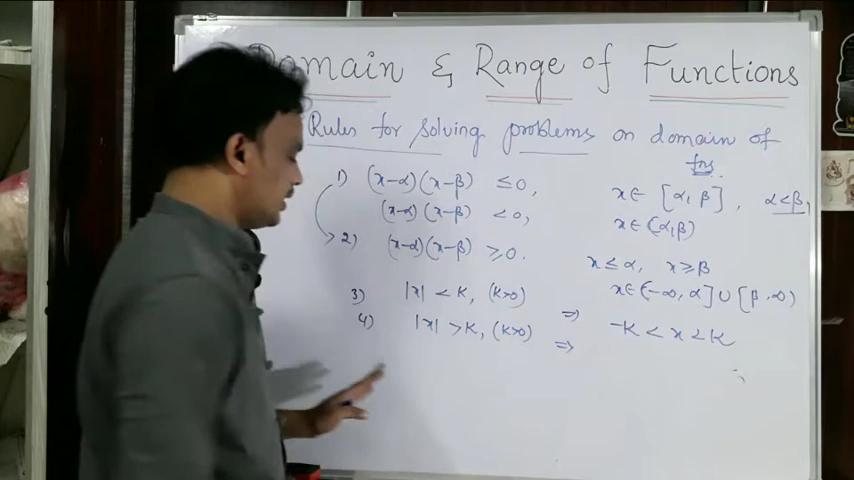 Domain & Range of Functions
Rules for solving problems on domain of fns.
1) (x-α)(x-β) ≤0, x∈ [α, β], α<β,
(x-α)(x-β) <0, x∈(α,β)
2) (x-α)(x-β) ≥0. x≤α, x≥β
x∈(-∞, α]∪[β, ∞)
3) |x| <K, (K>0) ⇒ -K<x<K
4) |x| >K, (K>0) ⇒